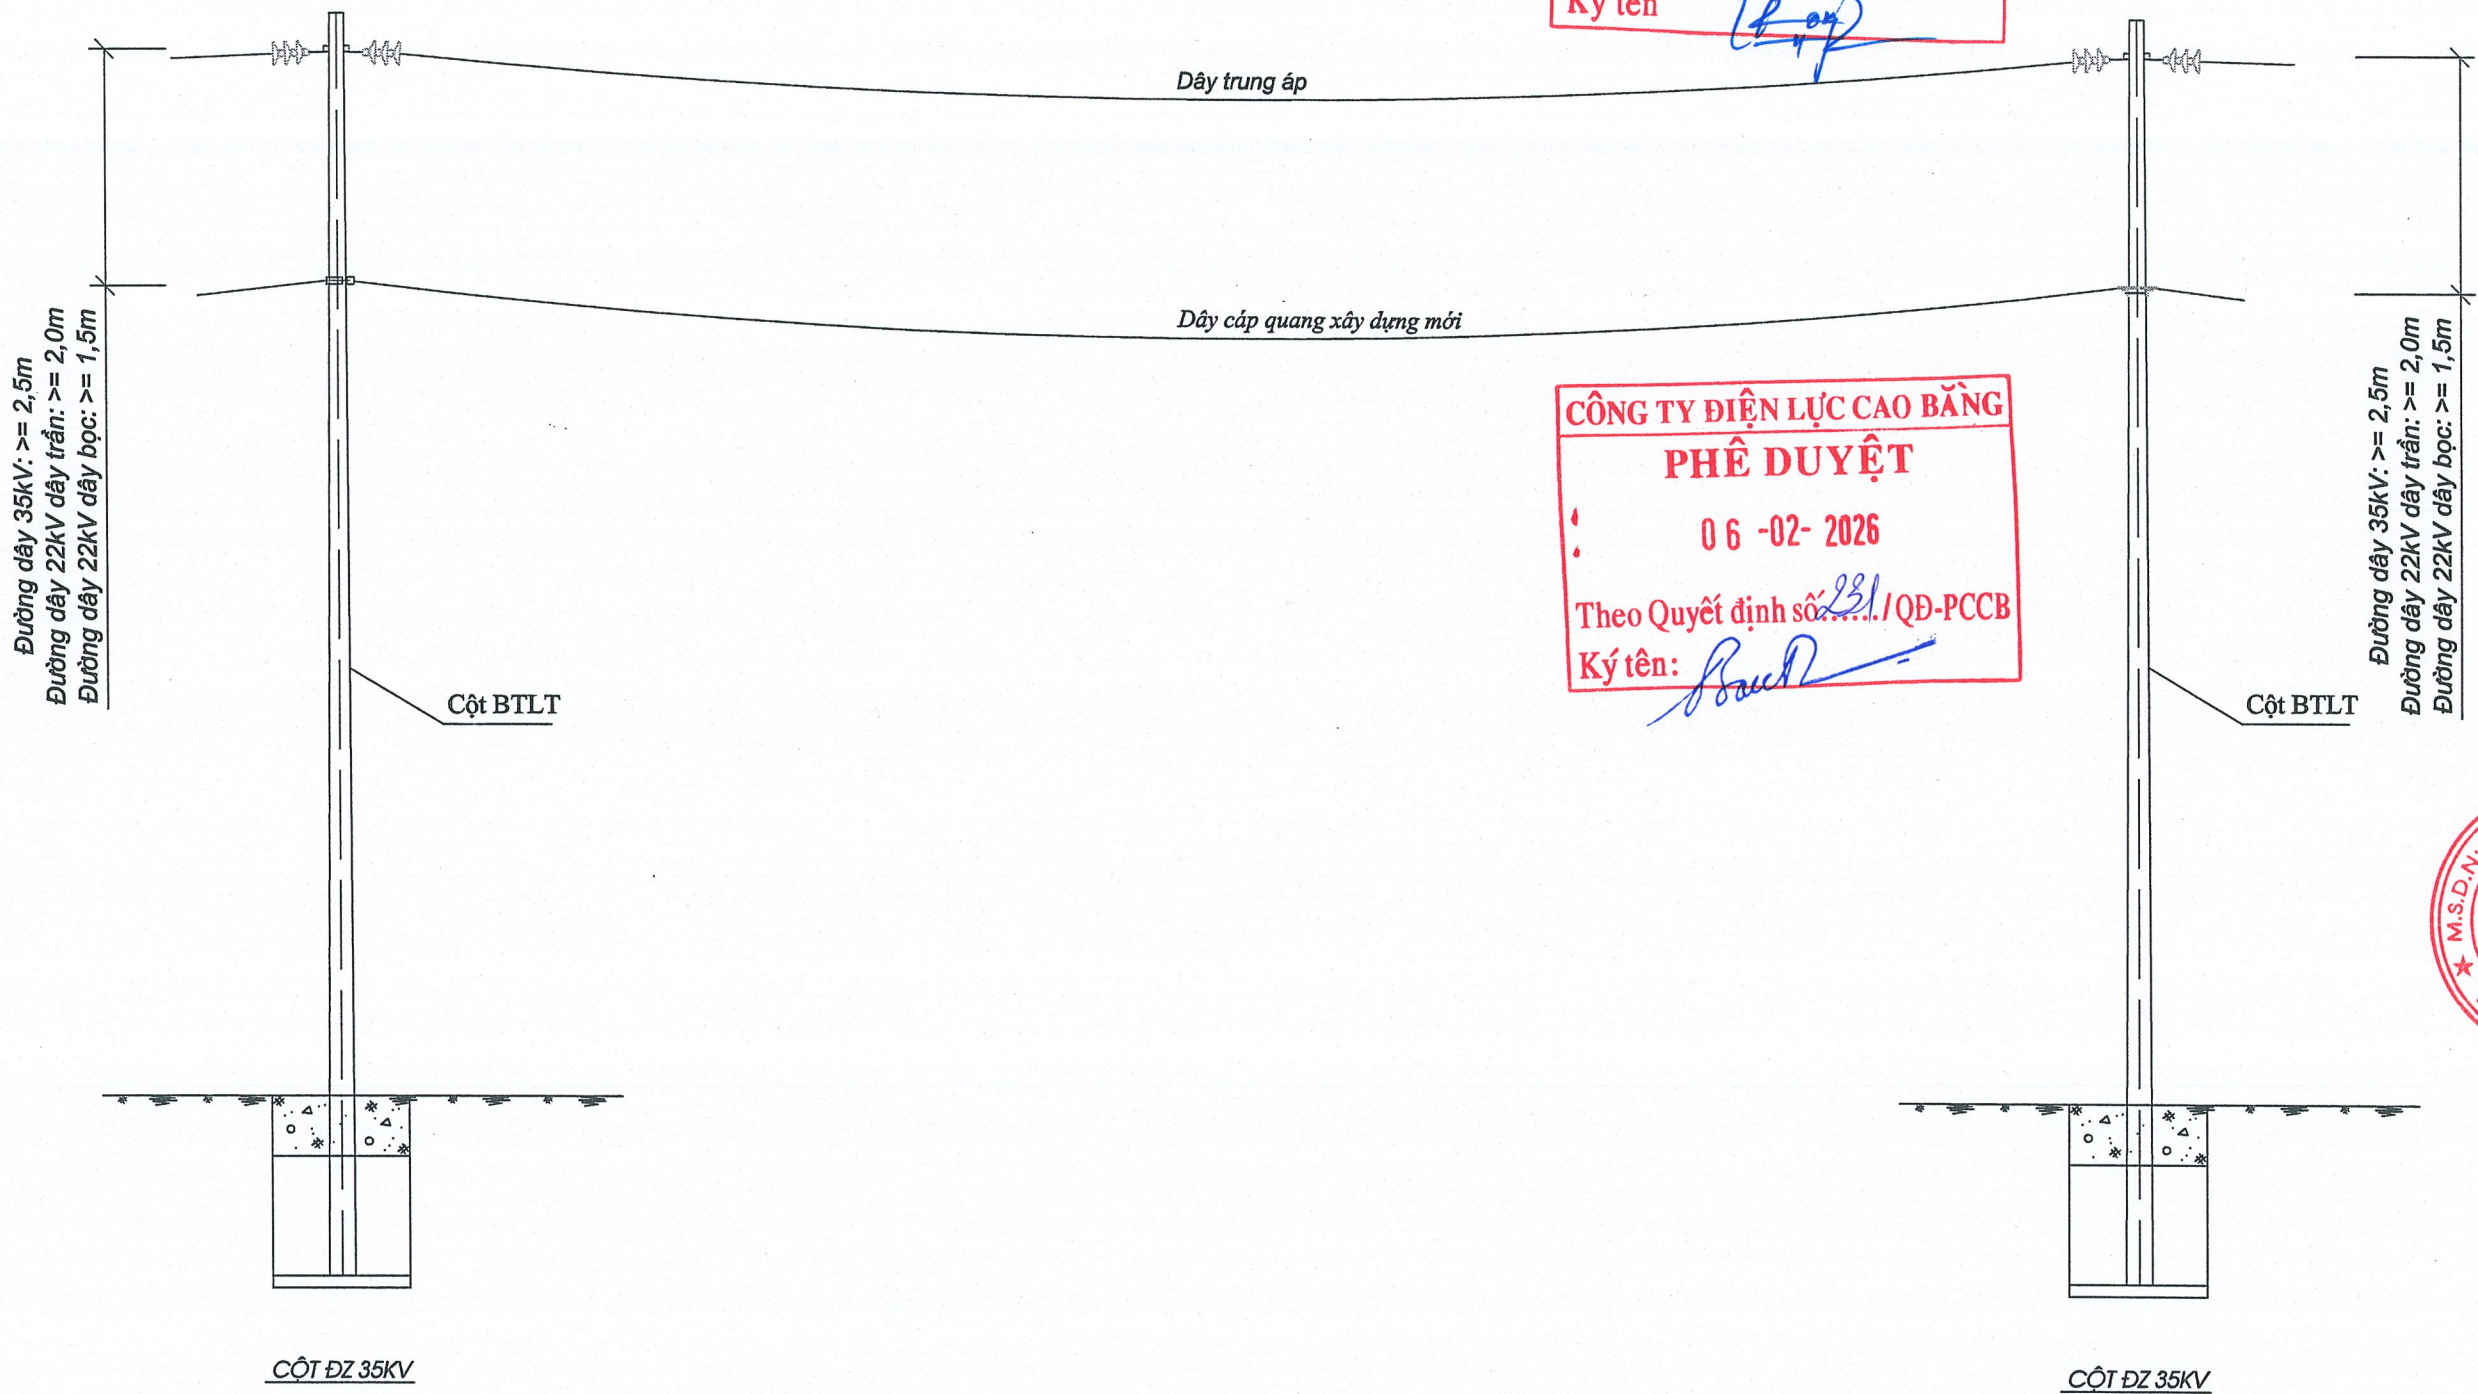 Ký tên
Dây trung áp
Dây cáp quang xây dựng mới
Đường dây 35kV: >= 2,5m
Đường dây 22kV dây trần: >= 2,0m
Đường dây 22kV dây bọc: >= 1,5m
CÔNG TY ĐIỆN LỰC CAO BẰNG
PHÊ DUYỆT
06 -02- 2026
Theo Quyết định số 231/QĐ-PCCB
Ký tên:
Đường dây 35kV: >= 2,5m
Đường dây 22kV dây trần: >= 2,0m
Đường dây 22kV dây bọc: >= 1,5m
Cột BTLT
Cột BTLT
★ M.S.D.N:
CỘT ĐZ 35KV
CỘT ĐZ 35KV